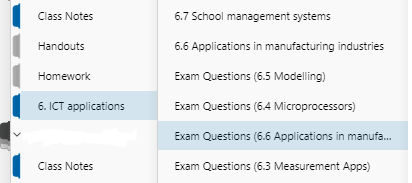 Class Notes
Handouts
Homework
6. ICT applications
Class Notes
6.7 School management systems
6.6 Applications in manufacturing industries
Exam Questions (6.5 Modelling)
Exam Questions (6.4 Microprocessors)
Exam Questions (6.6 Applications in manufa...
Exam Questions (6.3 Measurement Apps)